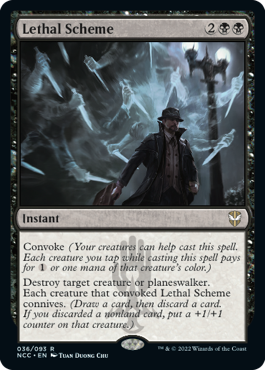 Lethal Scheme 2
Instant
Convoke (Your creatures can help cast this spell.
Each creature you tap while casting this spell pays
for 1 or one mana of that creature's color.)
Destroy target creature or planeswalker.
Each creature that convoked Lethal Scheme
connives. (Draw a card, then discard a card.
If you discarded a nonland card, put a +1/+1
counter on that creature.)
036/093 R
NCC • EN TUAN DUONG CHU
™ & © 2022 Wizards of the Coast